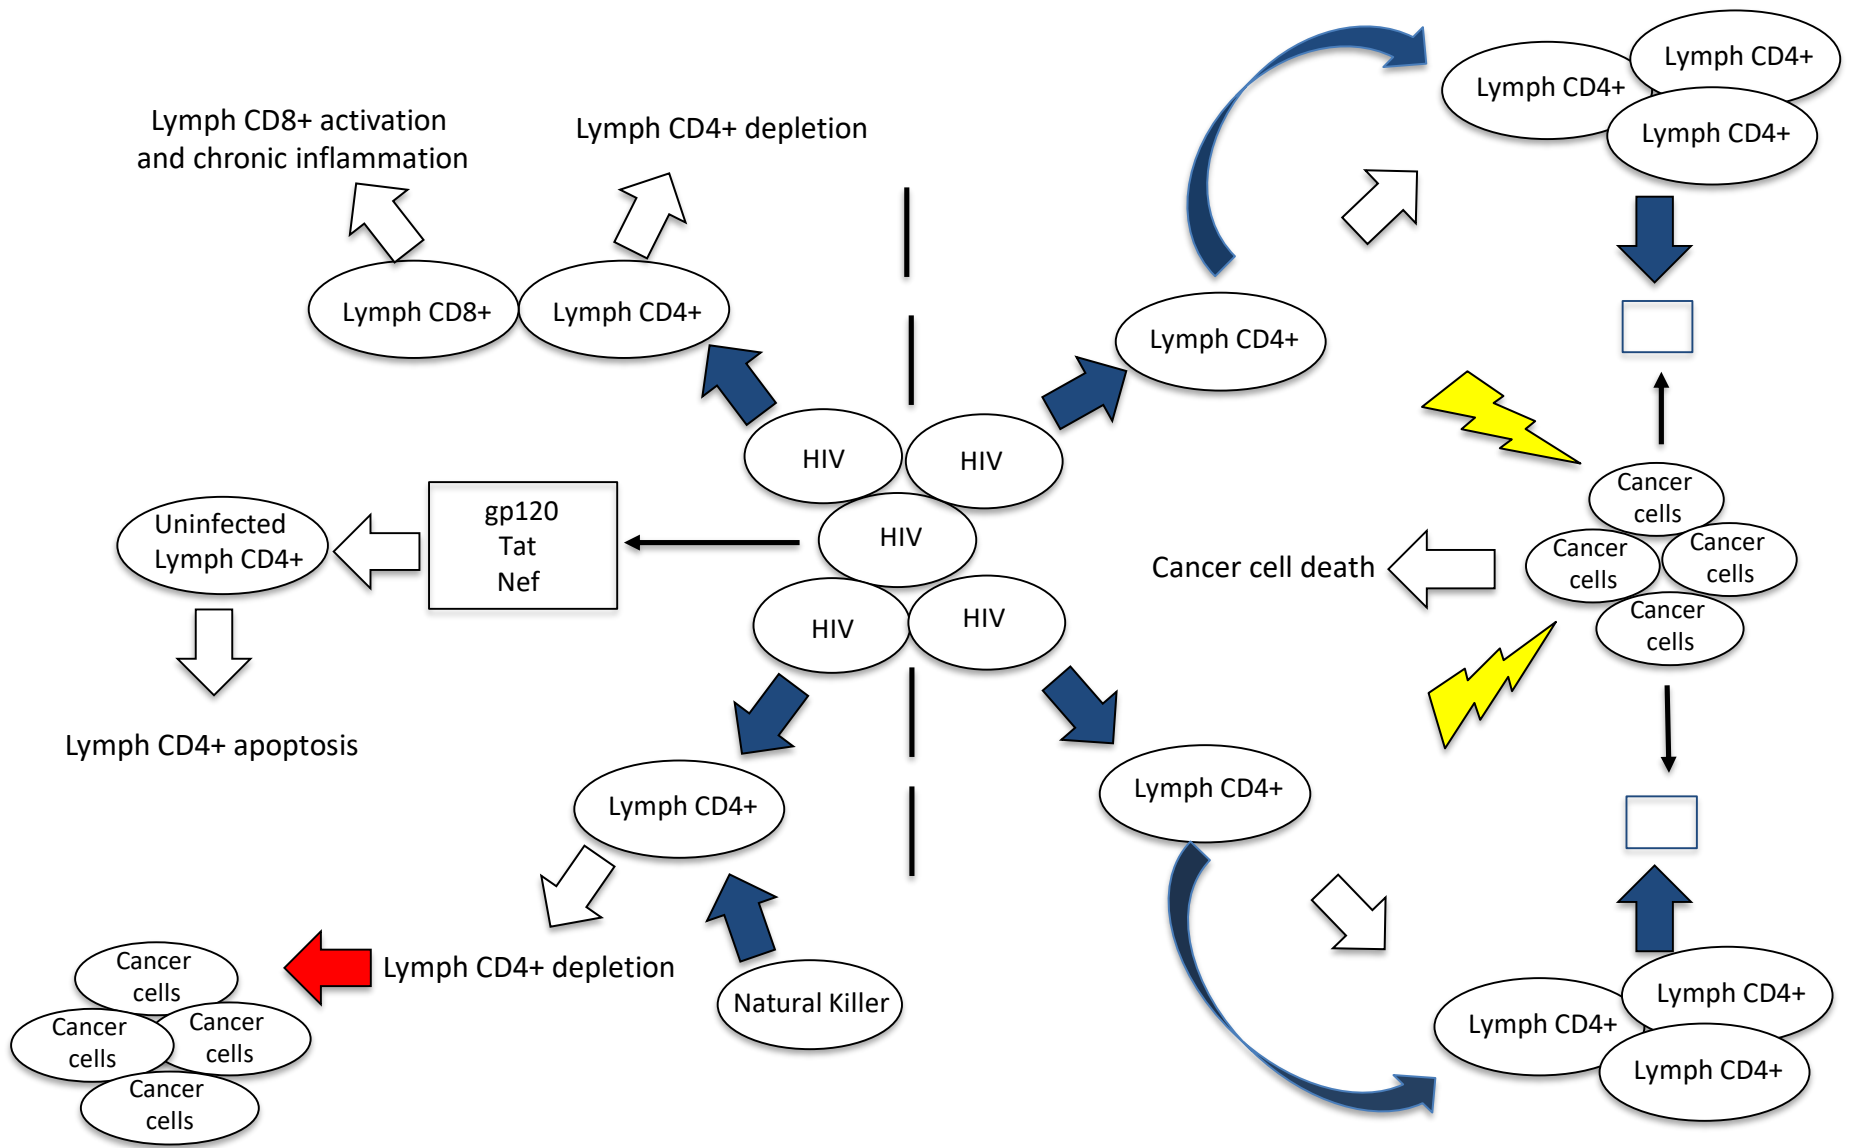 Lymph CD8+ activation
and chronic inflammation
Lymph CD4+ depletion
Lymph CD8+
Lymph CD4+
Lymph CD4+
Lymph CD4+
Lymph CD4+
Lymph CD4+
HIV
HIV
HIV
HIV
HIV
gp120
Tat
Nef
Uninfected
Lymph CD4+
Lymph CD4+ apoptosis
Cancer cell death
Cancer
cells
Cancer
cells
Cancer
cells
Cancer
cells
Lymph CD4+
Lymph CD4+
Lymph CD4+ depletion
Natural Killer
Cancer
cells
Cancer
cells
Cancer
cells
Cancer
cells
Lymph CD4+
Lymph CD4+
Lymph CD4+